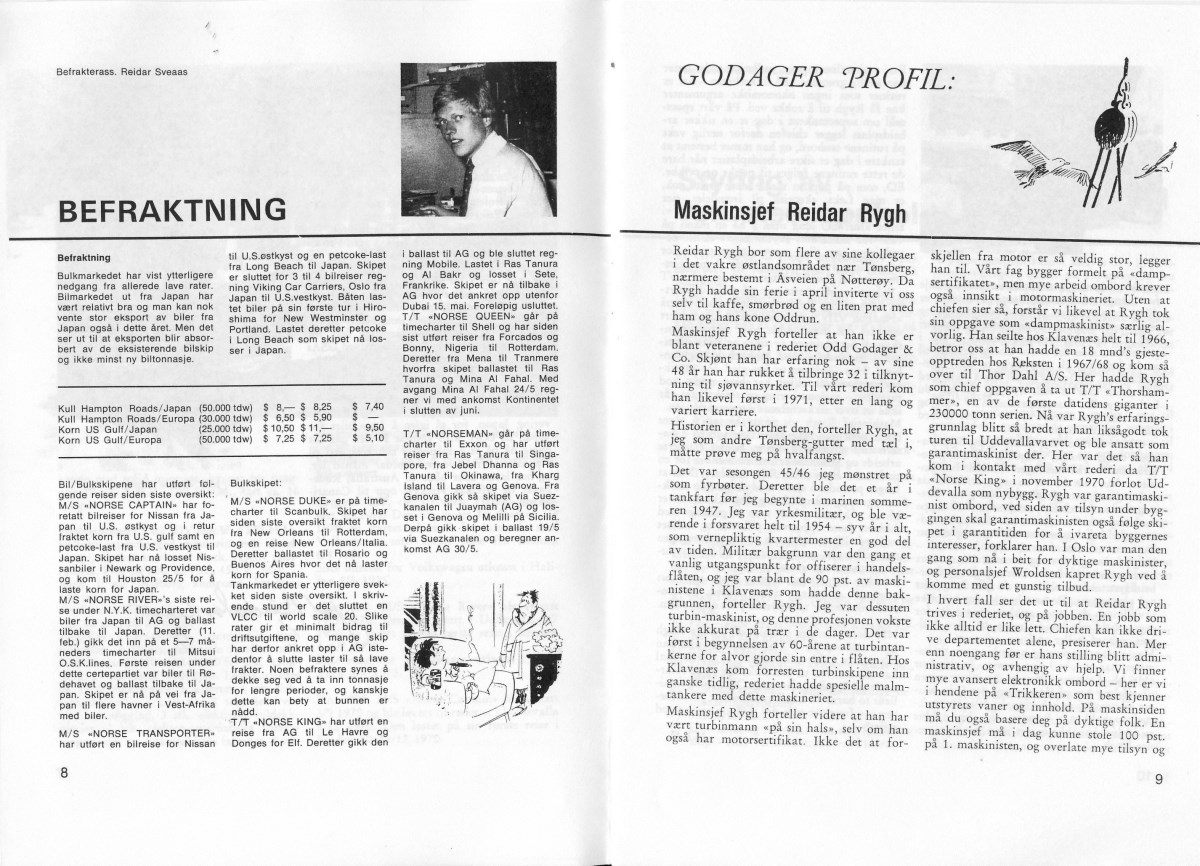 Befrakterass. Reidar Sveaas
BEFRAKTNING
Befraktning
Bulkmarkedet har vist ytterligere
nedgang fra allerede lave rater.
Bilmarkedet ut fra Japan har
vært relativt bra og man kan nok
vente stor eksport av biler fra
Japan også i dette året. Men det
ser ut til at eksporten blir absor-
bert av de eksisterende bilskip
og ikke minst ny biltonnasje.
til U.S.østkyst og en petcoke-last
fra Long Beach til Japan. Skipet
er sluttet for 3 til 4 bilreiser reg-
ning Viking Car Carriers, Oslo fra
Japan til U.S.vestkyst. Båten las-
tet biler på sin første tur i Hiro-
shima for New Westminster og
Portland. Lastet deretter petcoke
i Long Beach som skipet nå los-
ser i Japan.
Kull Hampton Roads/Japan (50.000 tdw) $ 8,— $ 8,25 $ 7,40
Kull Hampton Roads/Europa (30.000 tdw) $ 6,50 $ 5,90 $ —
Korn US Gulf/Japan (25.000 tdw) $ 10,50 $ 11,— $ 9,50
Korn US Gulf/Europa (50.000 tdw) $ 7,25 $ 7,25 $ 5,10
Bil/Bulkskipene har utført føl-
gende reiser siden siste oversikt:
M/S «NORSE CAPTAIN» har fo-
retatt bilreiser for Nissan fra Ja-
pan til U.S. østkyst og i retur
fraktet korn fra U.S. gulf samt en
petcoke-last fra U.S. vestkyst til
Japan. Skipet har nå losset Nis-
sanbiler i Newark og Providence,
og kom til Houston 25/5 for å
laste korn for Japan.
M/S «NORSE RIVER»'s siste rei-
se under N.Y.K. timecharteret var
biler fra Japan til AG og ballast
tilbake til Japan. Deretter (11.
feb.) gikk det inn på et 5—7 må-
neders timecharter til Mitsui
O.S.K.lines. Første reisen under
dette certepartiet var biler til Rø-
dehavet og ballast tilbake til Ja-
pan. Skipet er nå på vei fra Ja-
pan til flere havner i Vest-Afrika
med biler.
M/S «NORSE TRANSPORTER»
har utført en bilreise for Nissan
Bulkskipet:
M/S «NORSE DUKE» er på time-
charter til Scanbulk. Skipet har
siden siste oversikt fraktet korn
fra New Orleans til Rotterdam,
og en reise New Orleans/Italia.
Deretter ballastet til Rosario og
Buenos Aires hvor det nå laster
korn for Spania.
Tankmarkedet er ytterligere svek-
ket siden siste oversikt. I skriv-
ende stund er det sluttet en
VLCC til world scale 20. Slike
rater gir et minimalt bidrag til
driftsutgiftene, og mange skip
har derfor ankret opp i AG iste-
denfor å slutte laster til så lave
frakter. Noen befraktere synes å
dekke seg ved å ta inn tonnasje
for lengre perioder, og kanskje
dette kan bety at bunnen er
nådd.
T/T «NORSE KING» har utført en
reise fra AG til Le Havre og
Donges for Elf. Deretter gikk den
i ballast til AG og ble sluttet reg-
ning Mobile. Lastet i Ras Tanura
og Al Bakr og losset i Sete,
Frankrike. Skipet er nå tilbake i
AG hvor det ankret opp utenfor
Dubai 15. mai. Foreløpig usluttet.
T/T “NORSE QUEEN” går på
timecharter til Shell og har siden
sist utført reiser fra Forcados og
Bonny, Nigeria til Rotterdam.
Deretter fra Mena til Tranmere
hvorfra skipet ballastet til Ras
Tanura og Mina Al Fahal. Med
avgang Mina Al Fahal 24/5 reg-
ner vi med ankomst Kontinentet
i slutten av juni.
T/T «NORSEMAN» går på time-
charter til Exxon og har utført
reiser fra Ras Tanura til Singa-
pore, fra Jebel Dhanna og Ras
Tanura til Okinawa, fra Kharg
Island til Lavera og Genova. Fra
Genova gikk så skipet via Suez-
kanalen til Juaymah (AG) og los-
set i Genova og Melilli på Sicilia.
Derpå gikk skipet i ballast 19/5
via Suezkanalen og beregner an-
komst AG 30/5.
8
GODAGER PROFIL:
Maskinsjef Reidar Rygh
Reidar Rygh bor som flere av sine kollegaer
i det vakre østlandsområdet nær Tønsberg,
nærmere bestemt i Åsveien på Nøtterøy. Da
Rygh hadde sin ferie i april inviterte vi oss
selv til kaffe, smørbrød og en liten prat med
ham og hans kone Oddrun.
Maskinsjef Rygh forteller at han ikke er
blant veteranene i rederiet Odd Godager &
Co. Skjønt han har erfaring nok – av sine
48 år han har rukket å tilbringe 32 i tilknyt-
ning til sjøvannsyrket. Til vårt rederi kom
han likevel først i 1971, etter en lang og
variert karriere.
Historien er i korthet den, forteller Rygh, at
jeg som andre Tønsberg-gutter med tæl i,
måtte prøve meg på hvalfangst.
Det var sesongen 45/46 jeg mønstret på
som fyrbøter. Deretter ble det et år i
tankfart før jeg begynte i marinen somme-
ren 1947. Jeg var yrkesmilitær, og ble væ-
rende i forsvaret helt til 1954 – syv år i alt,
som vernepliktig kvartermester en god del
av tiden. Militær bakgrunn var den gang et
vanlig utgangspunkt for offiserer i handels-
flåten, og jeg var blant de 90 pst. av maski-
nistene i Klavenæs som hadde denne bak-
grunnen, forteller Rygh. Jeg var dessuten
turbin-maskinist, og denne profesjonen vokste
ikke akkurat på trær i de dager. Det var
først i begynnelsen av 60-årene at turbintan-
kerne for alvor gjorde sin entre i flåten. Hos
Klavenæs kom forresten turbinskipene inn
ganske tidlig, rederiet hadde spesielle malm-
tankere med dette maskineriet.
Maskinsjef Rygh forteller videre at han har
vært turbinmann «på sin hals», selv om han
også har motorsertifikat. Ikke det at for-
skjellen fra motor er så veldig stor, legger
han til. Vårt fag bygger formelt på «damp-
sertifikatet», men mye arbeid ombord krever
også innsikt i motormaskineriet. Uten at
chiefen sier så, forstår vi likevel at Rygh tok
sin oppgave som «dampmaskinist» særlig al-
vorlig. Han seilte hos Klavenæs helt til 1966,
betror oss at han hadde en 18 mnd's gjeste-
opptreden hos Reksten i 1967/68 og kom så
over til Thor Dahl A/S. Her hadde Rygh
som chief oppgaven å ta ut T/T «Thorsham-
mer», en av de første datidens giganter i
230000 tonn serien. Nå var Rygh's erfarings-
grunnlag blitt så bredt at han liksågodt tok
turen til Uddevallavarvet og ble ansatt som
garantimaskinist der. Her var det så han
kom i kontakt med vårt rederi da T/T
«Norse King» i november 1970 forlot Ud-
devalla som nybygg. Rygh var garantimaski-
nist ombord, ved siden av tilsyn under byg-
gingen skal garantimaskinisten også følge ski-
pet i garantitiden for å ivareta byggernes
interesser, forklarer han. I Oslo var man den
gang som nå i beit for dyktige maskinister,
og personalsjef Wroldsen kapret Rygh ved å
komme med et gunstig tilbud.
I hvert fall ser det ut til at Reidar Rygh
trives i rederiet, og på jobben. En jobb som
ikke alltid er like lett. Chiefen kan ikke dri-
ve departementet alene, presiserer han. Mer
enn noengang før er hans stilling blitt admi-
nistrativ, og avhengig av hjelp. Vi finner
mye avansert elektronikk ombord – her er vi
i hendene på «Trikkeren» som best kjenner
utstyrets vaner og innhold. På maskinsiden
må du også basere deg på dyktige folk. En
maskinsjef må i dag kunne stole 100 pst.
på 1. maskinisten, og overlate mye tilsyn og
9